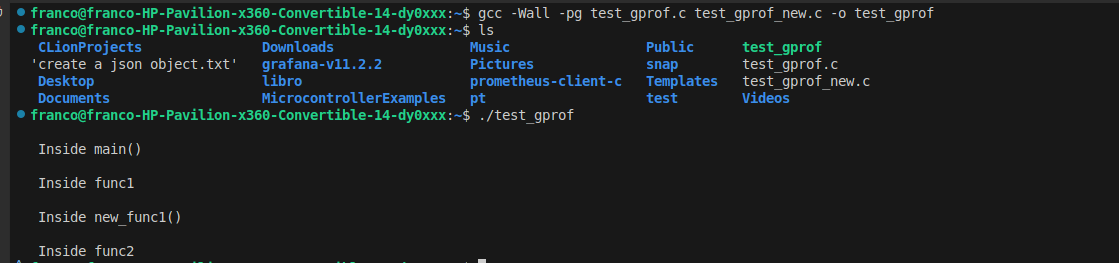 franco@franco-HP-Pavilion-x360-Convertible-14-dy0xxx:~$ gcc -Wall -pg test_gprof.c test_gprof_new.c -o test_gprof
franco@franco-HP-Pavilion-x360-Convertible-14-dy0xxx:~$ ls
CLionProjects Downloads Music Public test_gprof
'create a json object.txt' grafana-v11.2.2 Pictures snap test_gprof.c
Desktop libro prometheus-client-c Templates test_gprof_new.c
Documents MicrocontrollerExamples pt test Videos
franco@franco-HP-Pavilion-x360-Convertible-14-dy0xxx:~$ ./test_gprof
Inside main()
Inside func1
Inside new_func1()
Inside func2